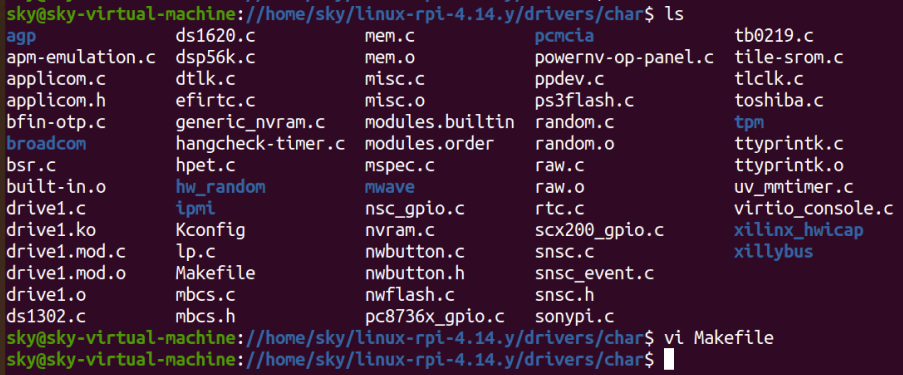 sky@sky-virtual-machine://home/sky/linux-rpi-4.14.y/drivers/char$ ls
agp ds1620.c mem.c pcmcia tb0219.c
apm-emulation.c dsp56k.c mem.o powernv-op-panel.c tile-srom.c
applicom.c dtlk.c misc.c ppdev.c tlclk.c
applicom.h efirtc.c misc.o ps3flash.c toshiba.c
bfin-otp.c generic_nvram.c modules.builtin random.c tpm
broadcom hangcheck-timer.c modules.order random.o ttyprintk.c
bsr.c hpet.c mspec.c raw.c ttyprintk.o
built-in.o hw_random mwave raw.o uv_mmtimer.c
drive1.c ipmi nsc_gpio.c rtc.c virtio_console.c
drive1.ko Kconfig nvram.c scx200_gpio.c xilinx_hwicap
drive1.mod.c lp.c nwbutton.c snsc.c xillybus
drive1.mod.o Makefile nwbutton.h snsc_event.c
drive1.o mbcs.c nwflash.c snsc.h
ds1302.c mbcs.h pc8736x_gpio.c sonypi.c
sky@sky-virtual-machine://home/sky/linux-rpi-4.14.y/drivers/char$ vi Makefile
sky@sky-virtual-machine://home/sky/linux-rpi-4.14.y/drivers/char$